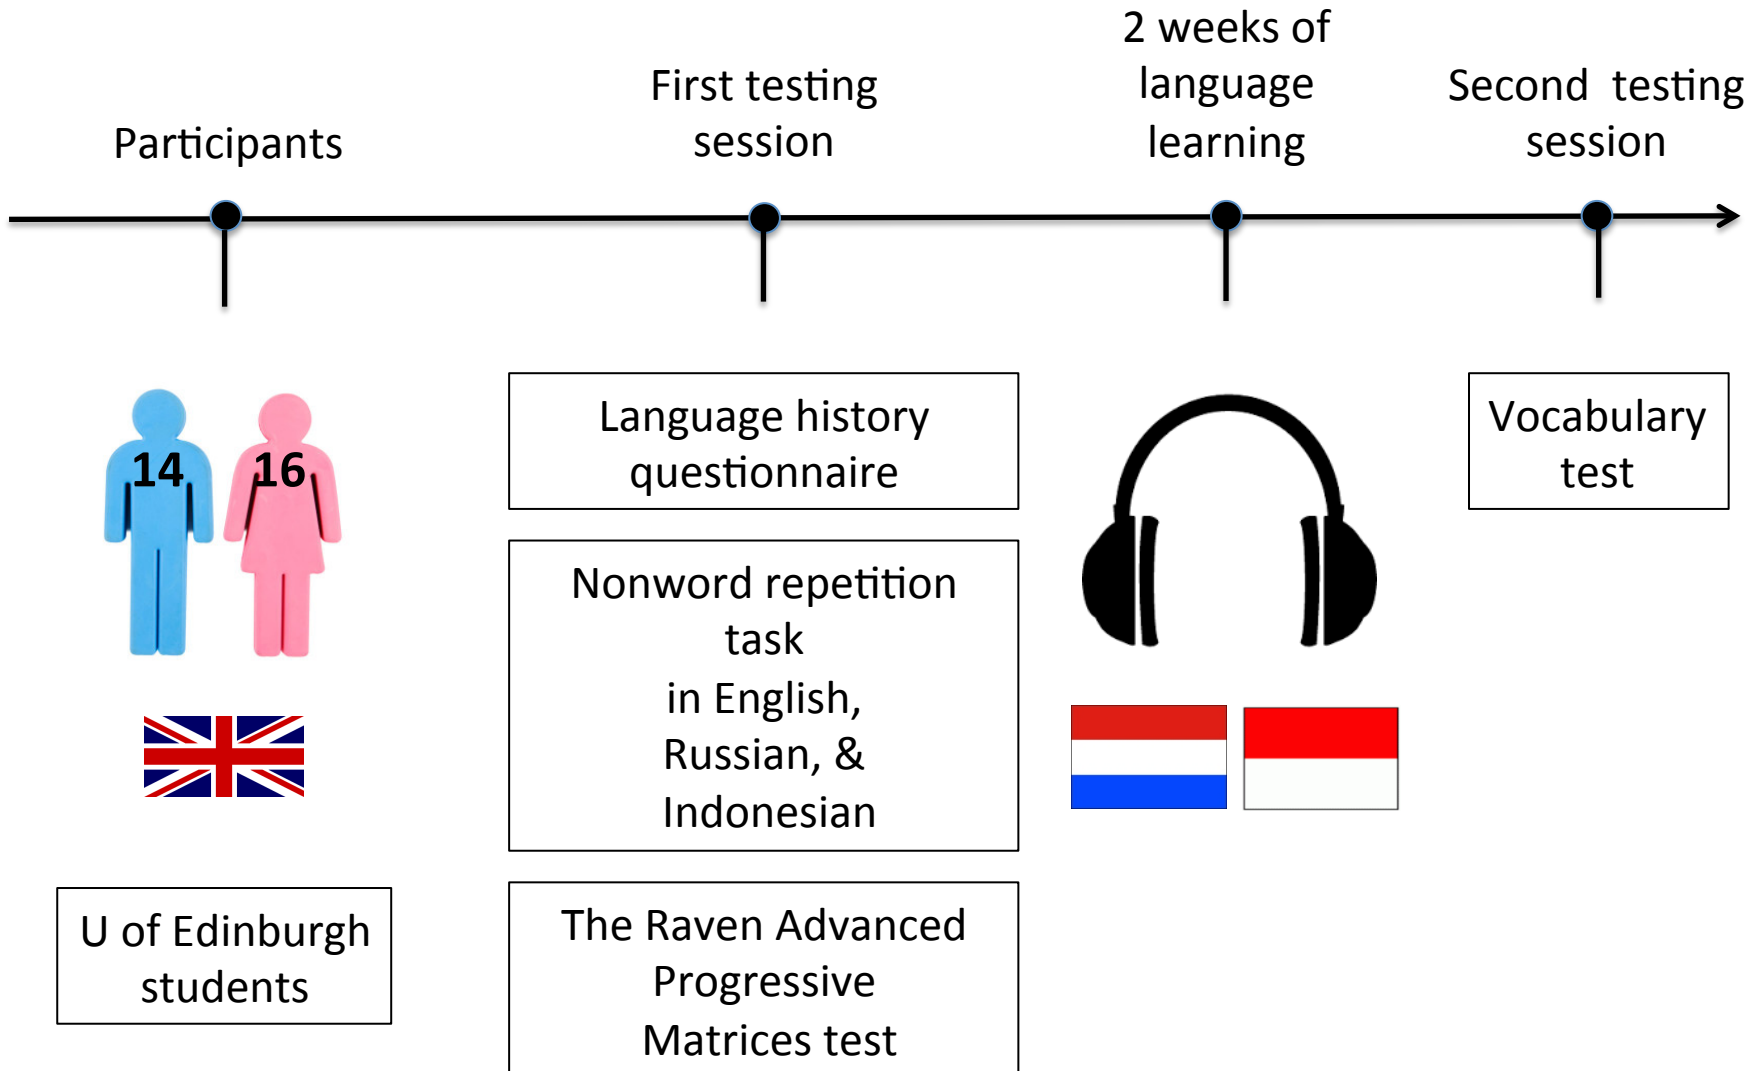 Participants
First testing
session
2 weeks of
language
learning
Second testing
session
14 16
U of Edinburgh
students
Language history
questionnaire
Nonword repetition
task
in English,
Russian, &
Indonesian
The Raven Advanced
Progressive
Matrices test
Vocabulary
test